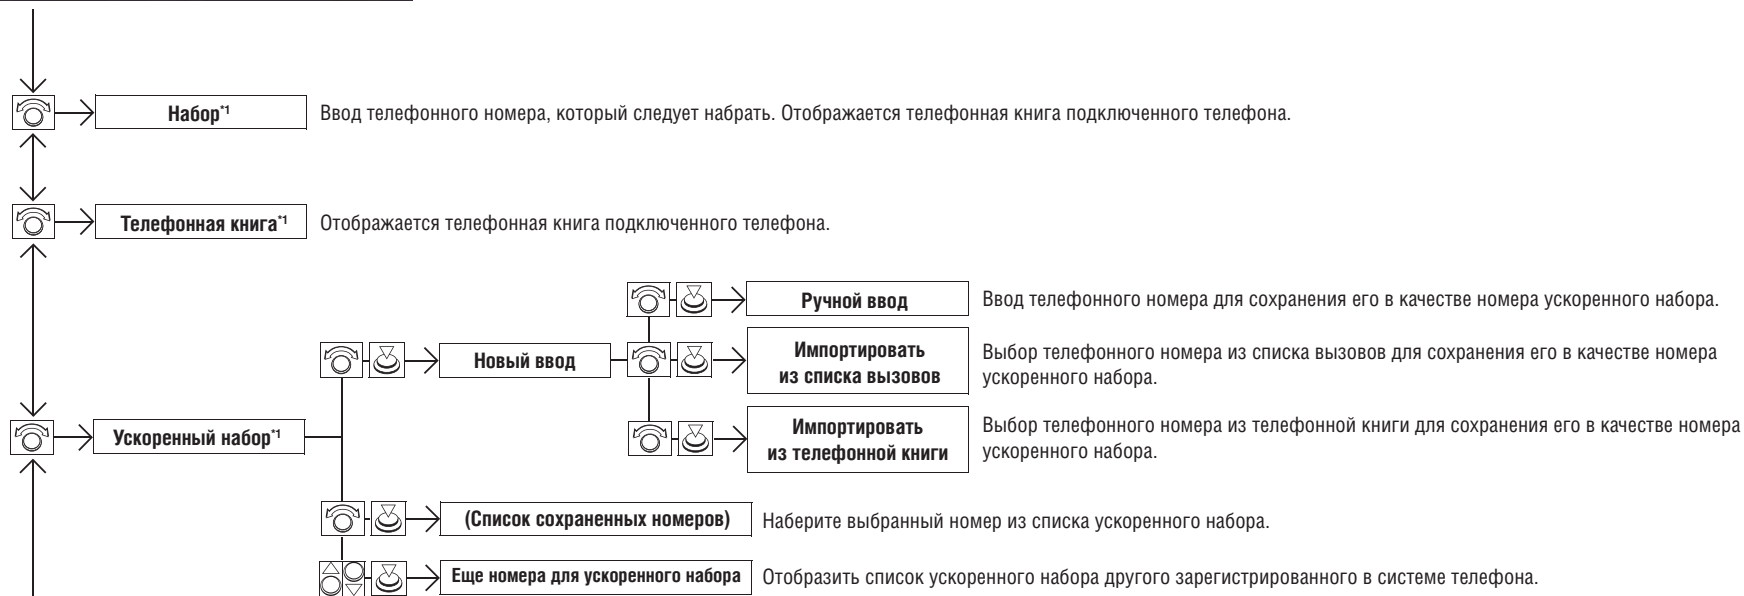 Набор*1
Ввод телефонного номера, который следует набрать. Отображается телефонная книга подключенного телефона.
Телефонная книга*1
Отображается телефонная книга подключенного телефона.
Ручной ввод
Ввод телефонного номера для сохранения его в качестве номера ускоренного набора.
Новый ввод
Импортировать
из списка вызовов
Выбор телефонного номера из списка вызовов для сохранения его в качестве номера
ускоренного набора.
Ускоренный набор*1
Импортировать
из телефонной книги
Выбор телефонного номера из телефонной книги для сохранения его в качестве номера
ускоренного набора.
(Список сохраненных номеров)
Наберите выбранный номер из списка ускоренного набора.
Еще номера для ускоренного набора
Отобразить список ускоренного набора другого зарегистрированного в системе телефона.